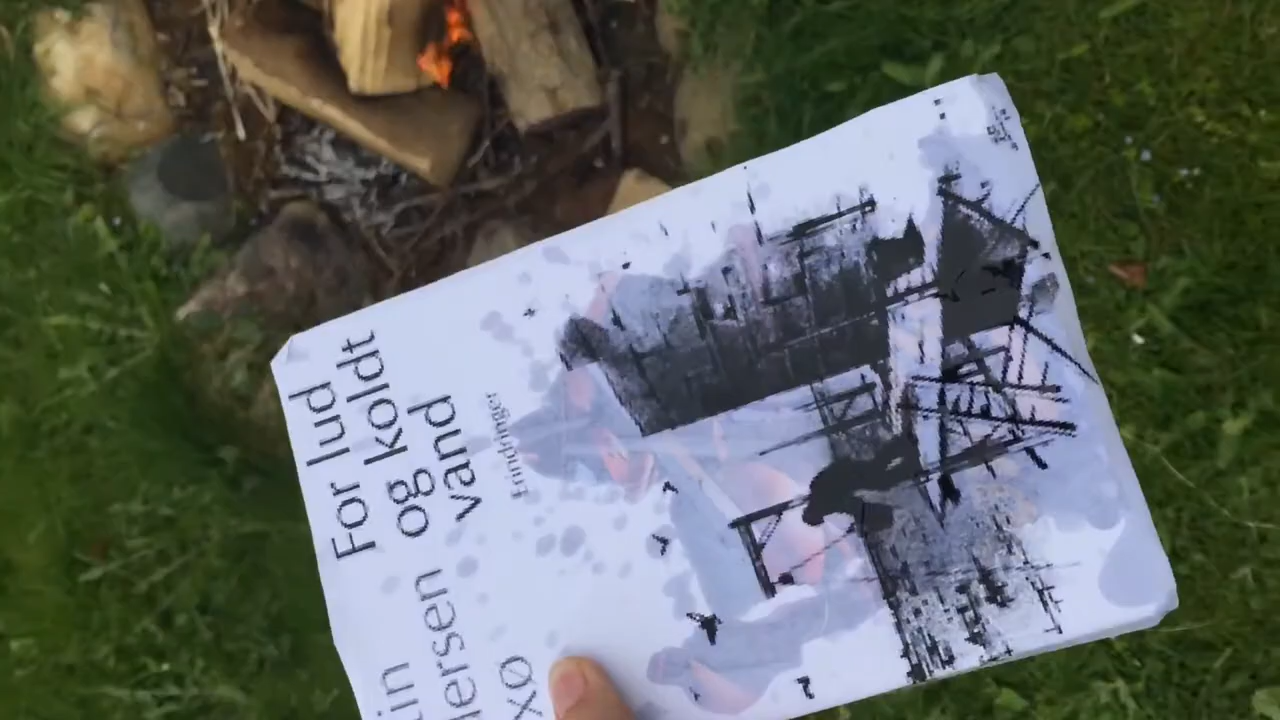 For lud
og koldt
vand
Erindringer